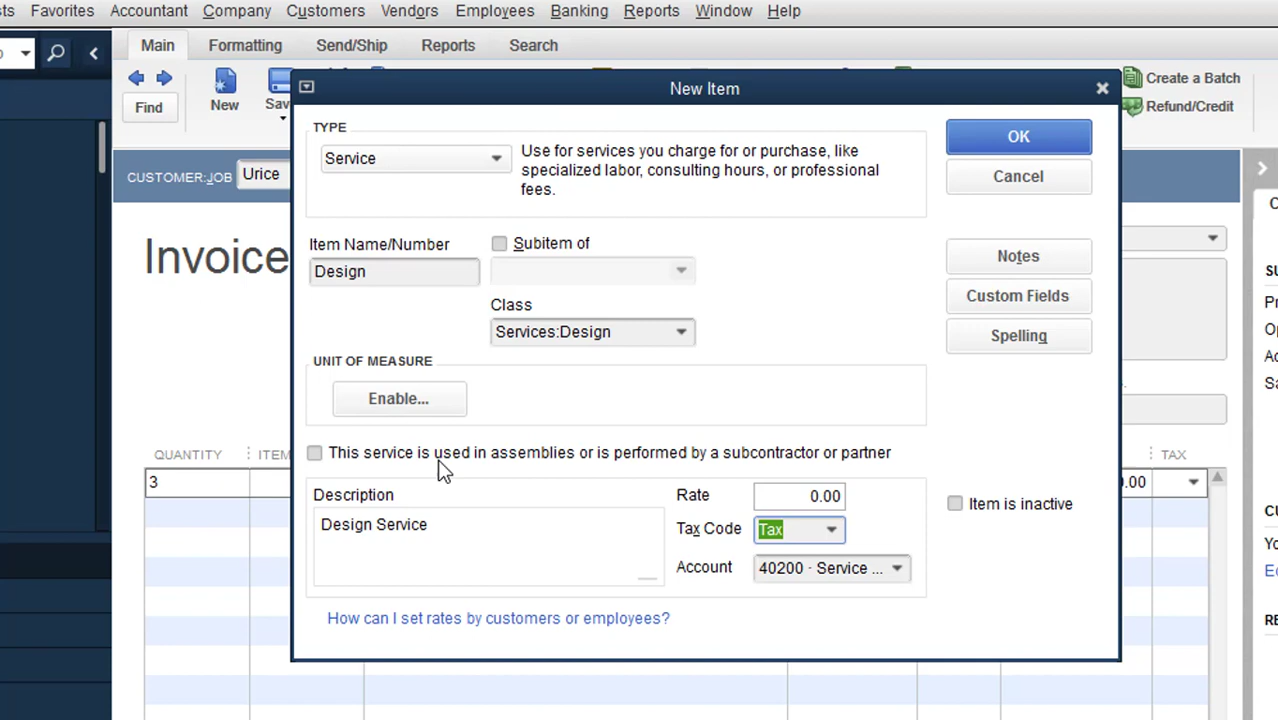 sts Favorites Accountant Company Customers Vendors Employees Banking Reports Window Help
Main Formatting Send/Ship Reports Search
Find New Sav
Create a Batch
Refund/Credit
New Item
TYPE
Service
Use for services you charge for or purchase, like
specialized labor, consulting hours, or professional
fees.
OK
Cancel
CUSTOMER:JOB Urice
Invoice
Item Name/Number
Subitem of
Design
Class
Services:Design
Notes
Custom Fields
Spelling
UNIT OF MEASURE
Enable...
This service is used in assemblies or is performed by a subcontractor or partner
QUANTITY ITEM TAX
3 0.00
Description
Design Service
Rate 0.00
Tax Code Tax
Account 40200 · Service ...
Item is inactive
How can I set rates by customers or employees?